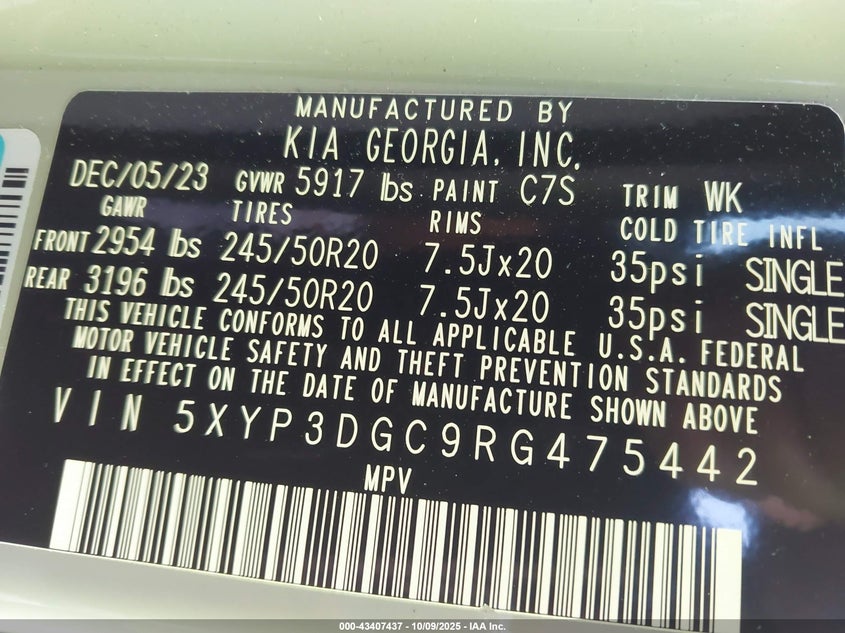 MANUFACTURED BY
KIA GEORGIA, INC.
DEC/05/23 GVWR 5917 lbs PAINT C7S TRIM WK
GAWR TIRES RIMS COLD TIRE INFL
FRONT 2954 lbs 245/50R20 7.5Jx20 35psi SINGLE
REAR 3196 lbs 245/50R20 7.5Jx20 35psi SINGLE
THIS VEHICLE CONFORMS TO ALL APPLICABLE U.S.A. FEDERAL
MOTOR VEHICLE SAFETY AND THEFT PREVENTION STANDARDS
IN EFFECT ON THE DATE OF MANUFACTURE SHOWN ABOVE
VIN 5XYP3DGC9RG475442
MPV
000-43407437 - 10/09/2025 - IAA Inc.